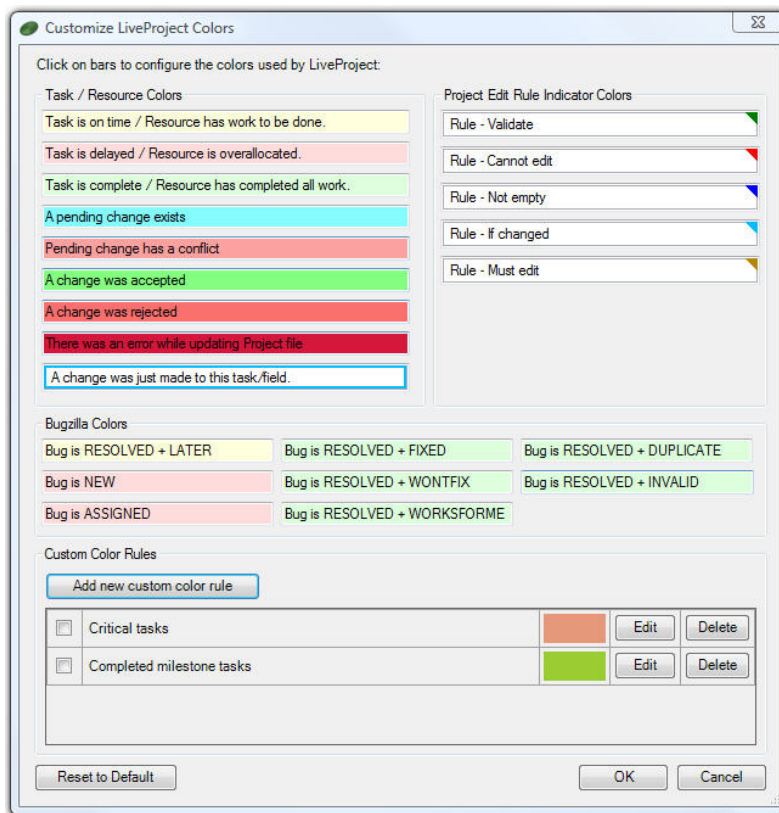 Customize LiveProject Colors
Click on bars to configure the colors used by LiveProject:
Task / Resource Colors
Task is on time / Resource has work to be done.
Task is delayed / Resource is overallocated.
Task is complete / Resource has completed all work.
A pending change exists
Pending change has a conflict
A change was accepted
A change was rejected
There was an error while updating Project file
A change was just made to this task/field.
Project Edit Rule Indicator Colors
Rule - Validate
Rule - Cannot edit
Rule - Not empty
Rule - If changed
Rule - Must edit
Bugzilla Colors
Bug is RESOLVED + LATER
Bug is RESOLVED + FIXED
Bug is RESOLVED + DUPLICATE
Bug is NEW
Bug is RESOLVED + WONTFIX
Bug is RESOLVED + INVALID
Bug is ASSIGNED
Bug is RESOLVED + WORKSFORME
Custom Color Rules
Add new custom color rule
Critical tasks
Edit
Delete
Completed milestone tasks
Edit
Delete
Reset to Default
OK
Cancel